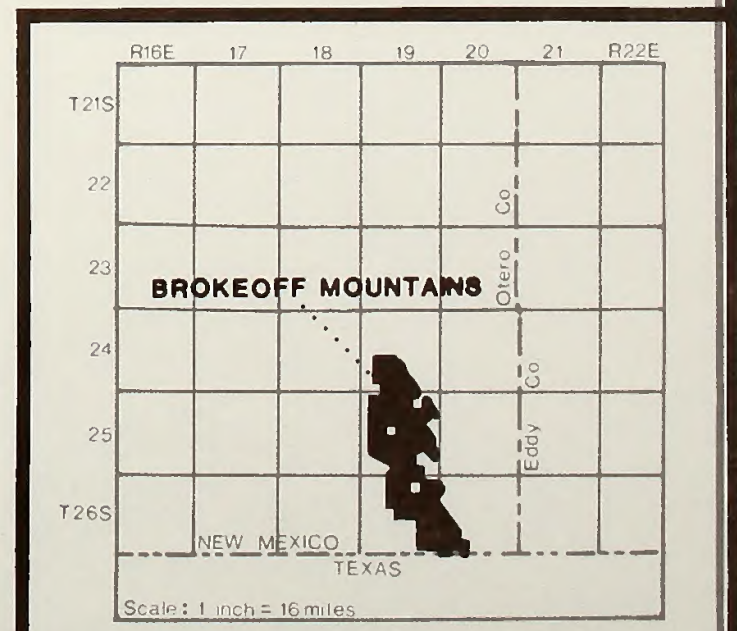 R16E 17 18 19 20 21 R22E
T21S
22
Otero Co
23
BROKEOFF MOUNTAINS
24
Eddy Co
25
T26S
NEW MEXICO
TEXAS
Scale: 1 inch = 16 miles